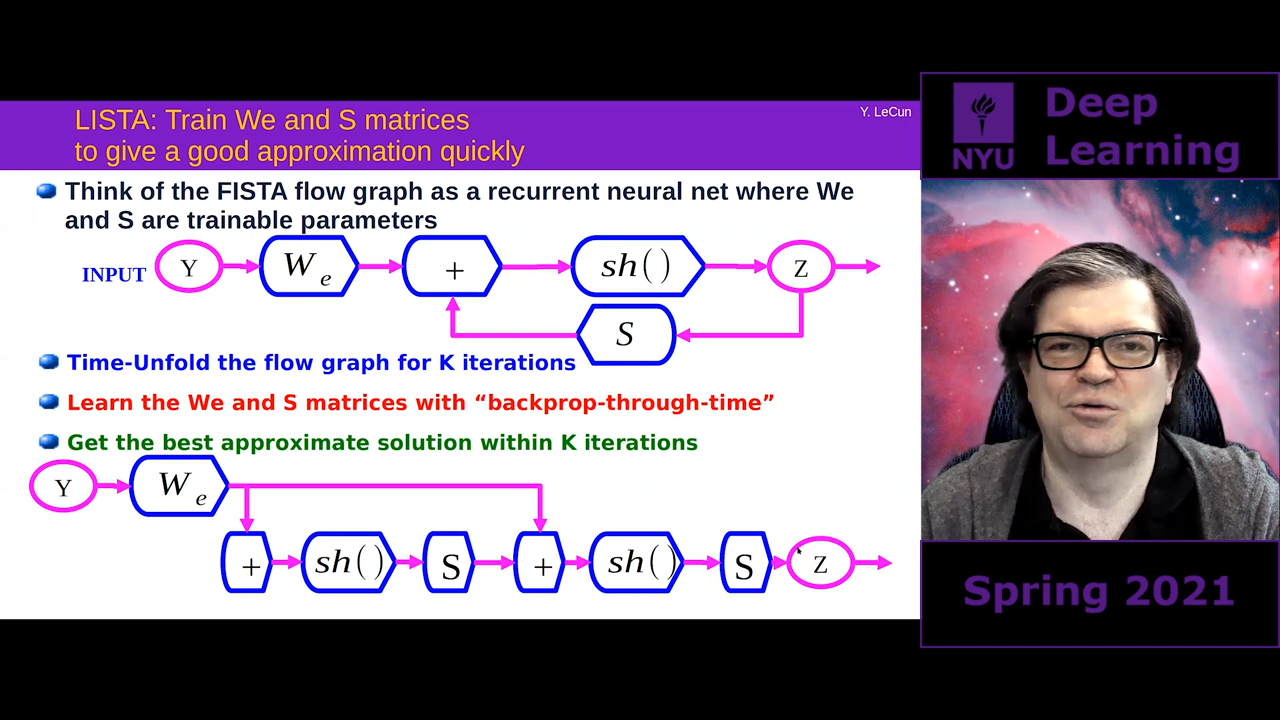 LISTA: Train We and S matrices
to give a good approximation quickly
Y. LeCun
Think of the FISTA flow graph as a recurrent neural net where We
and S are trainable parameters
INPUT Y W e + sh() Z
S
Time-Unfold the flow graph for K iterations
Learn the We and S matrices with “backprop-through-time”
Get the best approximate solution within K iterations
Y W e
+ sh() S + sh() S Z
NYU
Deep
Learning
Spring 2021